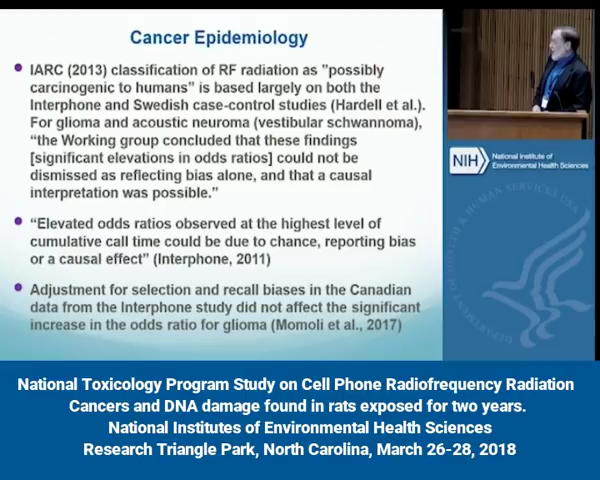 Cancer Epidemiology
IARC (2013) classification of RF radiation as "possibly
carcinogenic to humans" is based largely on both the
Interphone and Swedish case-control studies (Hardell et al.).
For glioma and acoustic neuroma (vestibular schwannoma),
“the Working group concluded that these findings
[significant elevations in odds ratios] could not be
dismissed as reflecting bias alone, and that a causal
interpretation was possible.”
“Elevated odds ratios observed at the highest level of
cumulative call time could be due to chance, reporting bias
or a causal effect” (Interphone, 2011)
Adjustment for selection and recall biases in the Canadian
data from the Interphone study did not affect the significant
increase in the odds ratio for glioma (Momoli et al., 2017)
NIH
National Institute of
Environmental Health Sciences
DEPARTMENT OF HEALTH & HUMAN SERVICES USA
National Toxicology Program Study on Cell Phone Radiofrequency Radiation
Cancers and DNA damage found in rats exposed for two years.
National Institutes of Environmental Health Sciences
Research Triangle Park, North Carolina, March 26-28, 2018